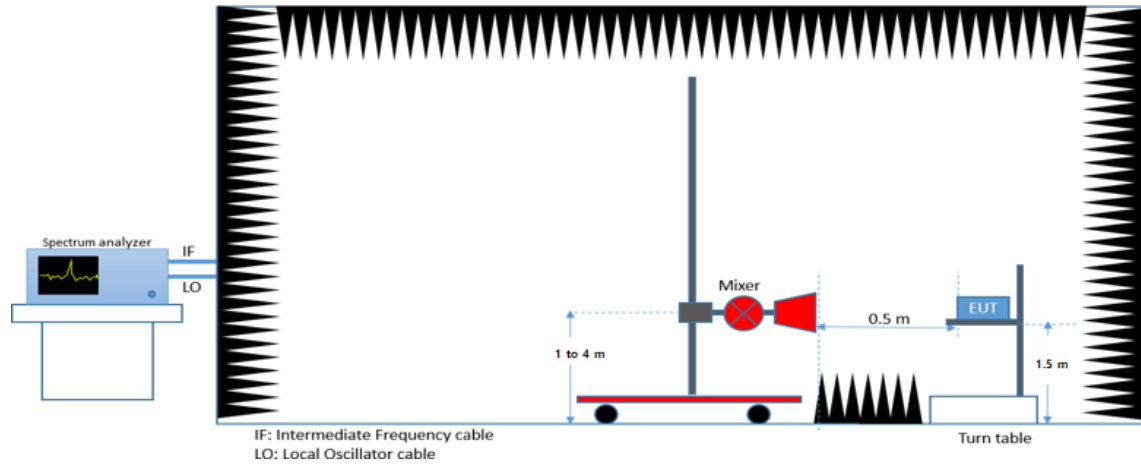 Spectrum analyzer
IF
LO
Mixer
EUT
0.5 m
1 to 4 m
1.5 m
IF: Intermediate Frequency cable
LO: Local Oscillator cable
Turn table